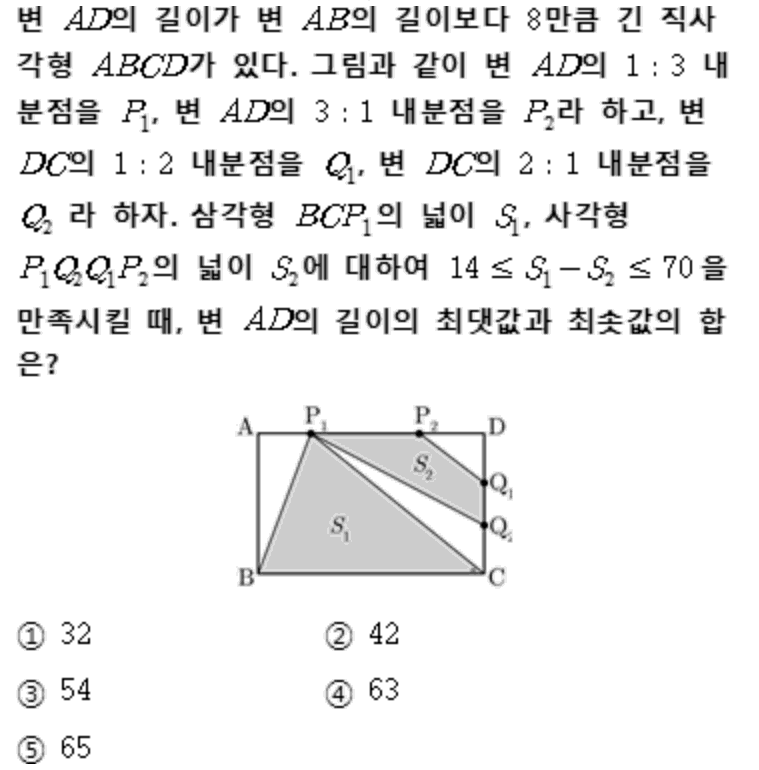 변 AD의 길이가 변 AB의 길이보다 8만큼 긴 직사
각형 ABCD가 있다. 그림과 같이 변 AD의 1 : 3 내
분점을 P₁, 변 AD의 3 : 1 내분점을 P₂라 하고, 변
DC의 1 : 2 내분점을 Q₁, 변 DC의 2 : 1 내분점을
Q₂ 라 하자. 삼각형 BCP₁의 넓이 S₁, 사각형
P₁Q₂Q₁P₂의 넓이 S₂에 대하여 14 ≤ S₁ − S₂ ≤ 70을
만족시킬 때, 변 AD의 길이의 최댓값과 최솟값의 합
은?
A P₁ P₂ D
S₂ Q₁
S₁ Q₂
B C
① 32 ② 42
③ 54 ④ 63
⑤ 65